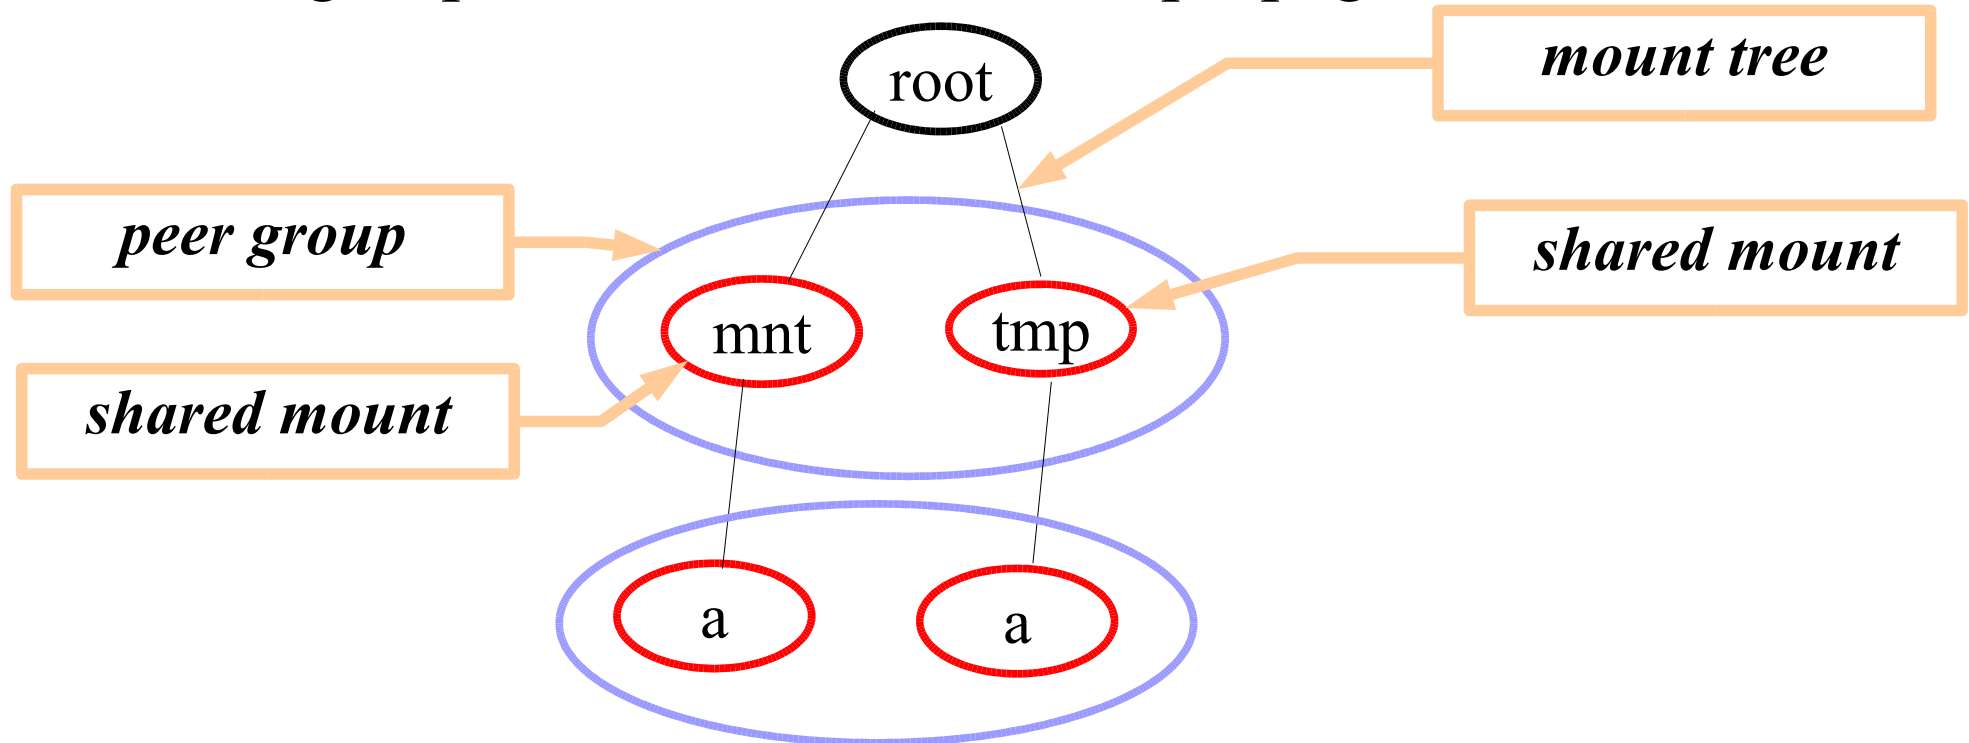 root
mount tree
peer group
shared mount
mnt
tmp
shared mount
a
a